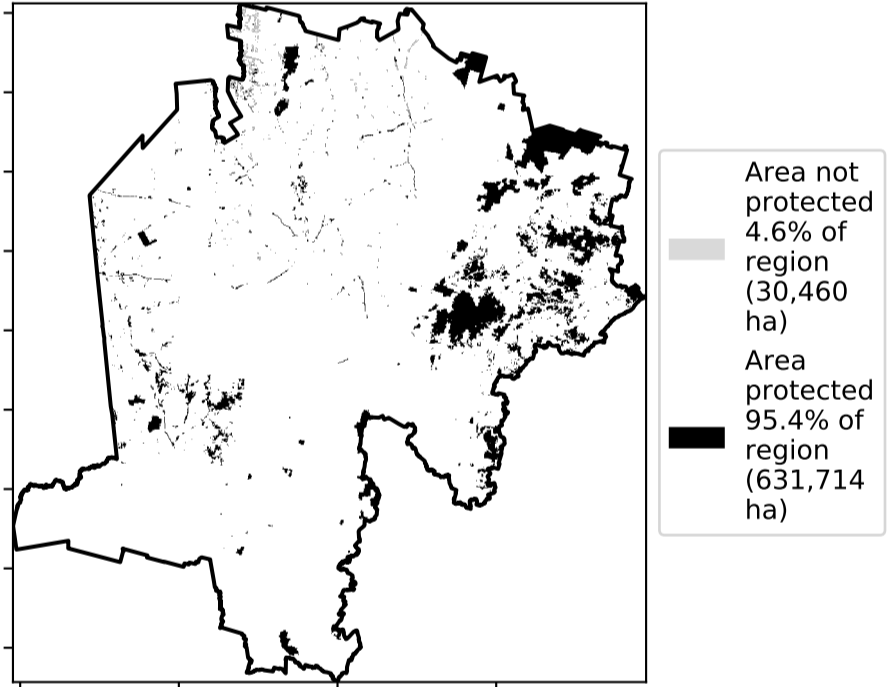 Area not
protected
4.6% of
region
(30,460
ha)
Area
protected
95.4% of
region
(631,714
ha)